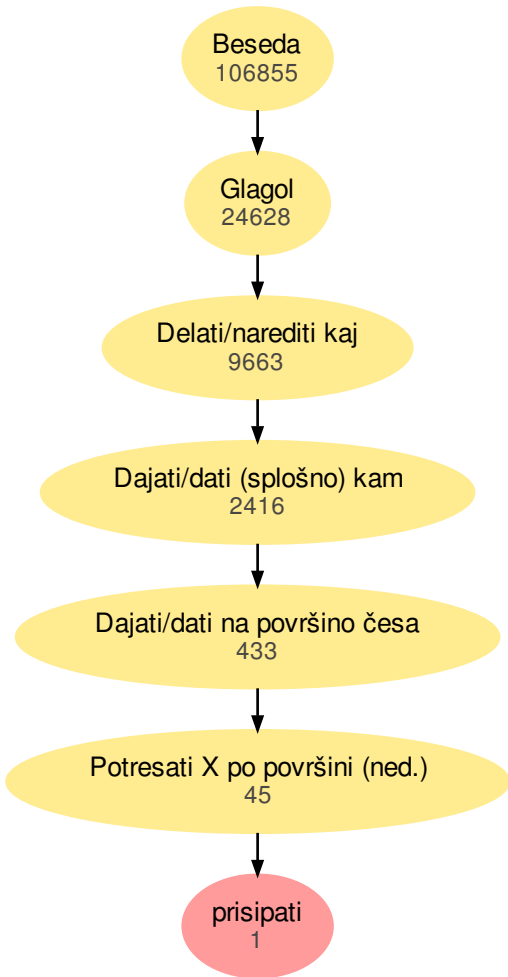 Beseda
106855
Glagol
24628
Delati/narediti kaj
9663
Dajati/dati (splošno) kam
2416
Dajati/dati na površino česa
433
Potresati X po površini (ned.)
45
prisipati
1